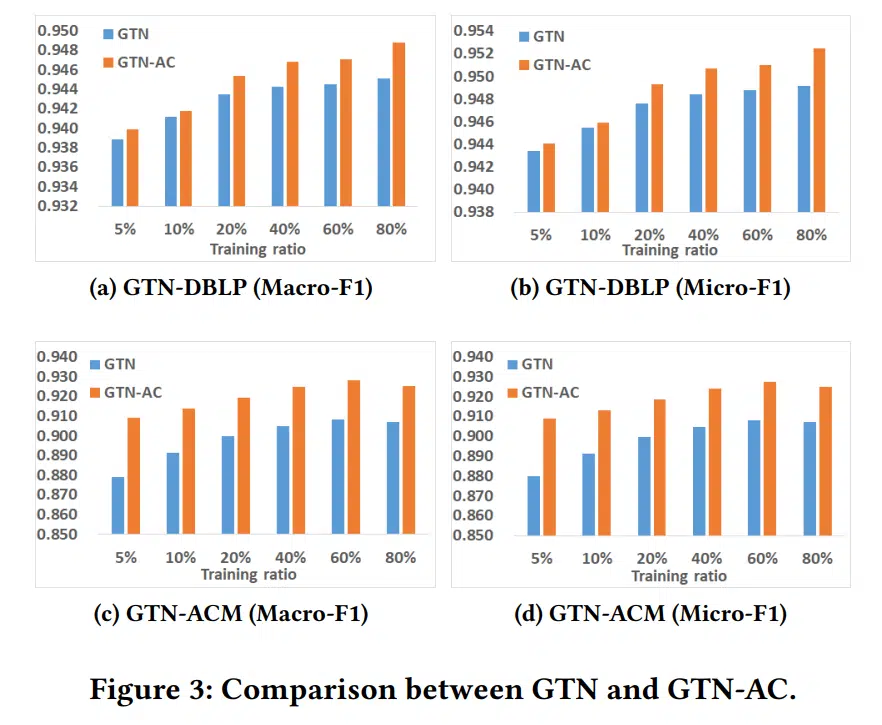 0.950
0.948
0.946
0.944
0.942
0.940
0.938
0.936
0.934
0.932
GTN
GTN-AC
5% 10% 20% 40% 60% 80%
Training ratio
(a) GTN-DBLP (Macro-F1)
0.954
0.952
0.950
0.948
0.946
0.944
0.942
0.940
0.938
GTN
GTN-AC
5% 10% 20% 40% 60% 80%
Training ratio
(b) GTN-DBLP (Micro-F1)
0.940
0.930
0.920
0.910
0.900
0.890
0.880
0.870
0.860
0.850
GTN
GTN-AC
5% 10% 20% 40% 60% 80%
Training ratio
(c) GTN-ACM (Macro-F1)
0.940
0.930
0.920
0.910
0.900
0.890
0.880
0.870
0.860
0.850
GTN
GTN-AC
5% 10% 20% 40% 60% 80%
Training ratio
(d) GTN-ACM (Micro-F1)
Figure 3: Comparison between GTN and GTN-AC.